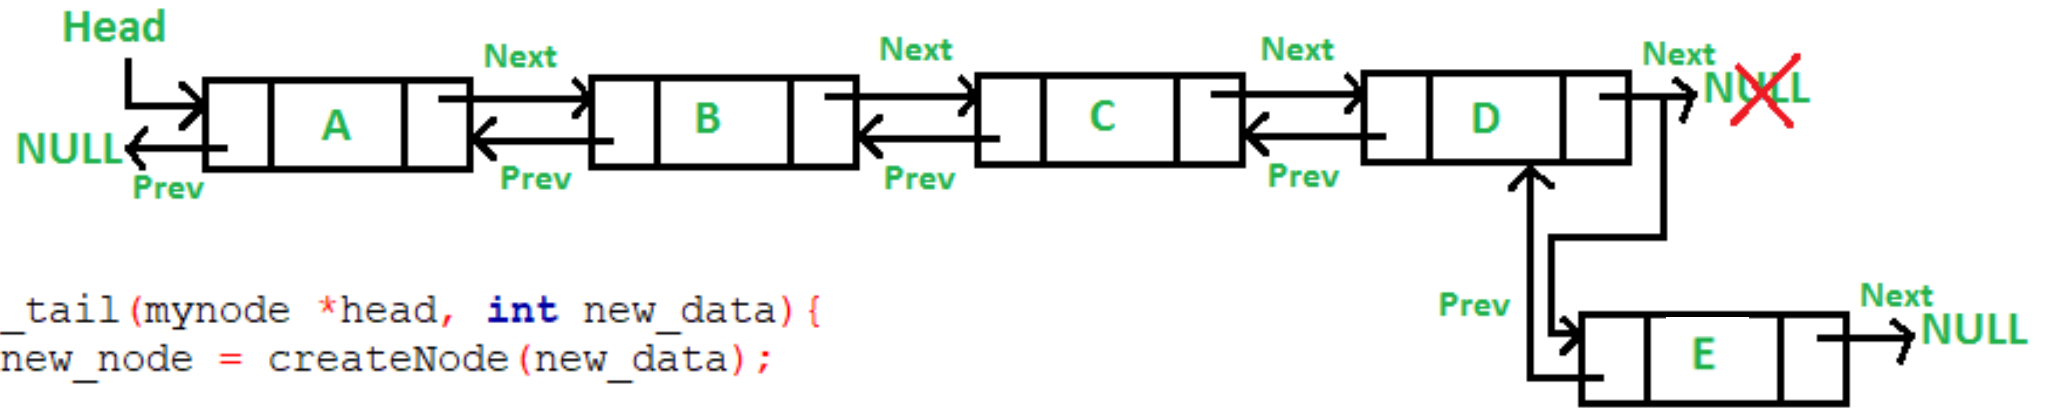 Head
Next
Next
Next
Next
NULL
A
B
C
D
NULL
Prev
Prev
Prev
Prev
Prev
Next
NULL
E
_tail(mynode *head, int new_data){
new_node = createNode(new_data);